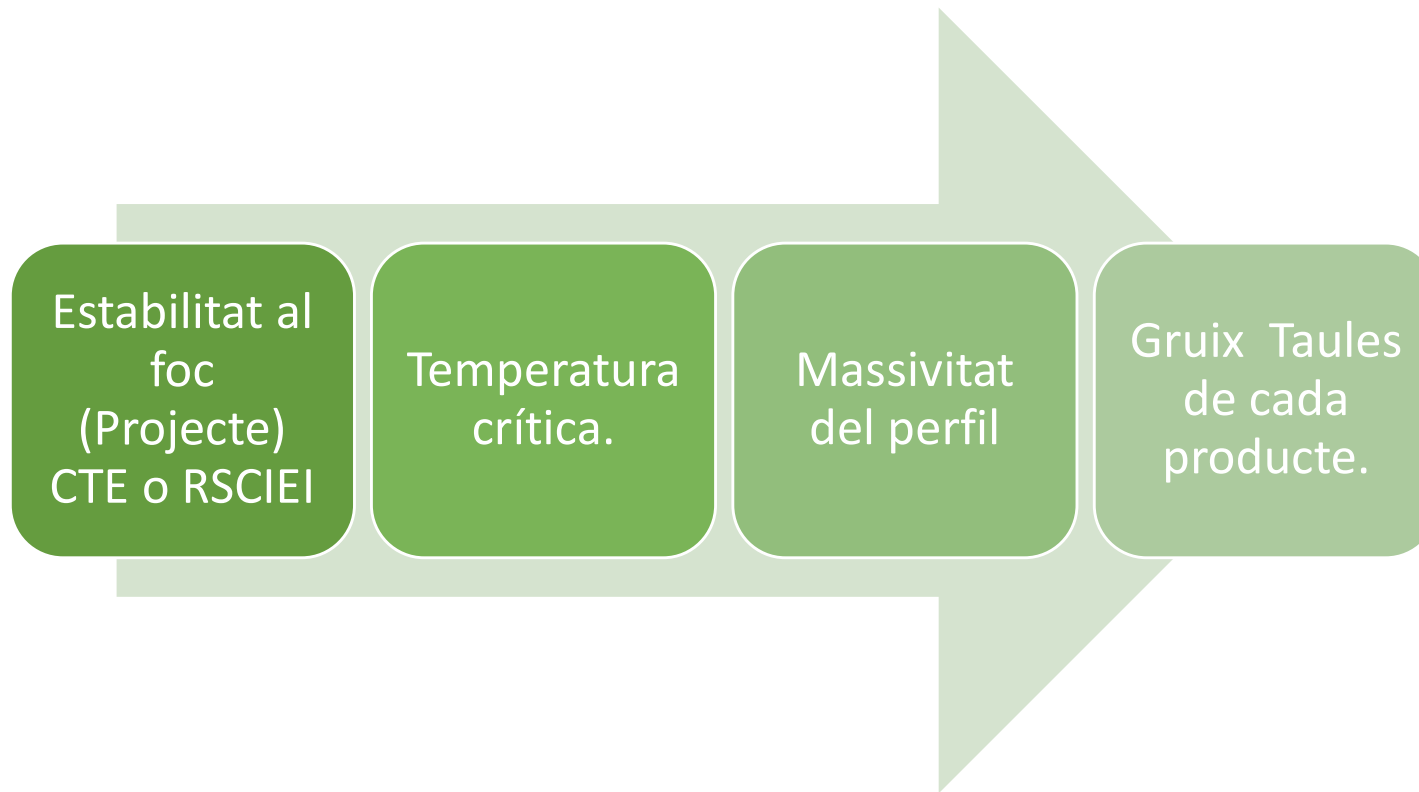 Estabilitat al
foc
(Projecte)
CTE o RSCIEI
Temperatura
crítica.
Massivitat
del perfil
Gruix  Taules
de cada
producte.